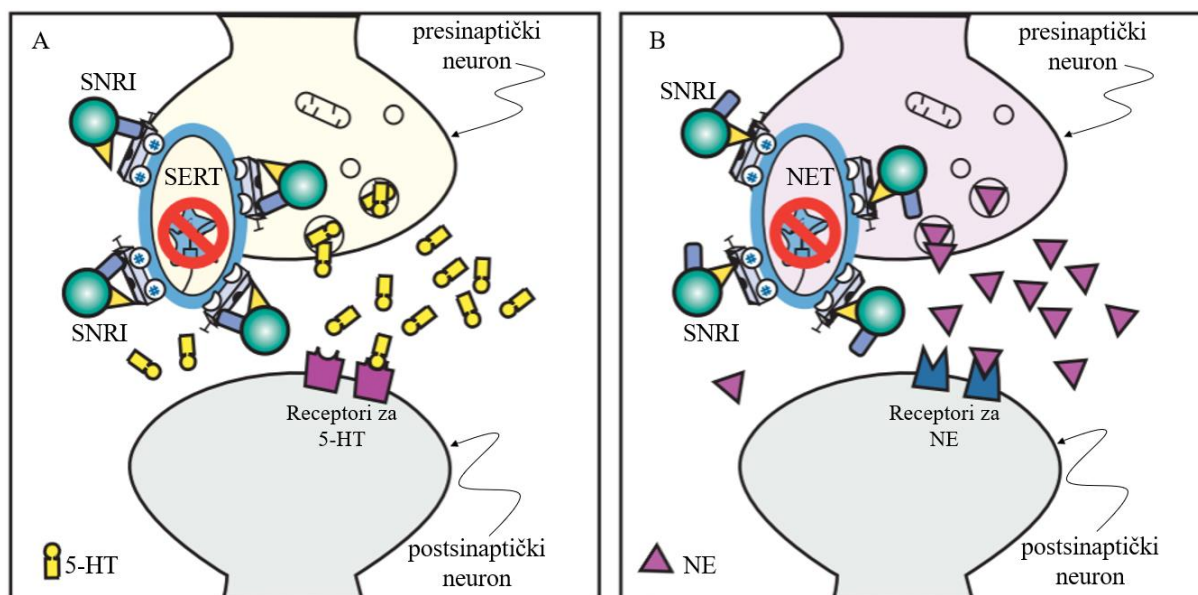 A
presinaptički
neuron
SNRI
SERT
SNRI
Receptori za
5-HT
postsinaptički
neuron
5-HT
B
presinaptički
neuron
SNRI
NET
SNRI
Receptori za
NE
postsinaptički
neuron
NE